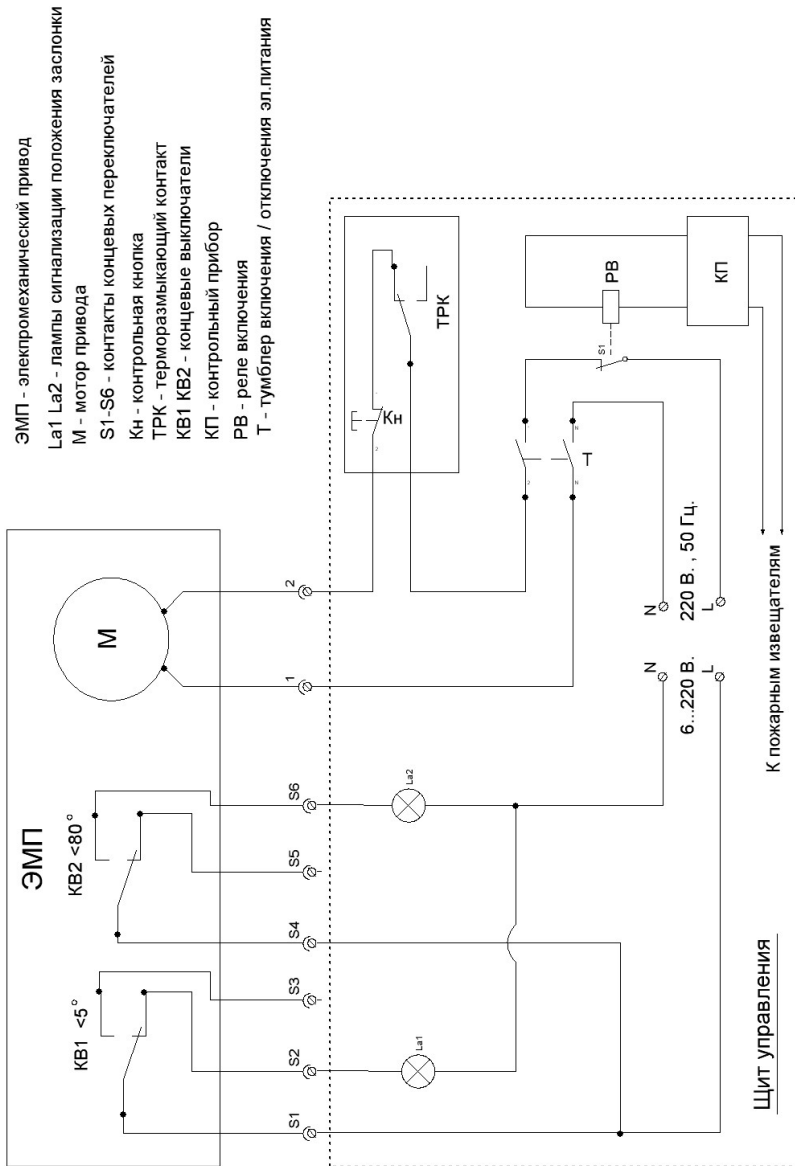 ЭМП - элекпромеханический привод
La1 La2 - лампы сигнализации положения заслонки
М - мотор привода
S1-S6 - контакты концевых переключателей
Кн - контрольная кнопка
ТРК - терморазмыкающий контакт
КВ1 КВ2 - концевые выключатели
КП - контрольный прибор
РВ - реле включения
Т - тумблер включения / отключения эл.питания
ЭМП
КВ1 <5°
КВ2 <80°
М
S1
S2
S3
S4
S5
S6
1
2
La1
La2
Кн
2
ТРК
Т
2
N
N
S1
РВ
КП
N
N
6...220 В.
220 В. , 50 Гц.
L
L
К пожарным извещателям
Щит управления